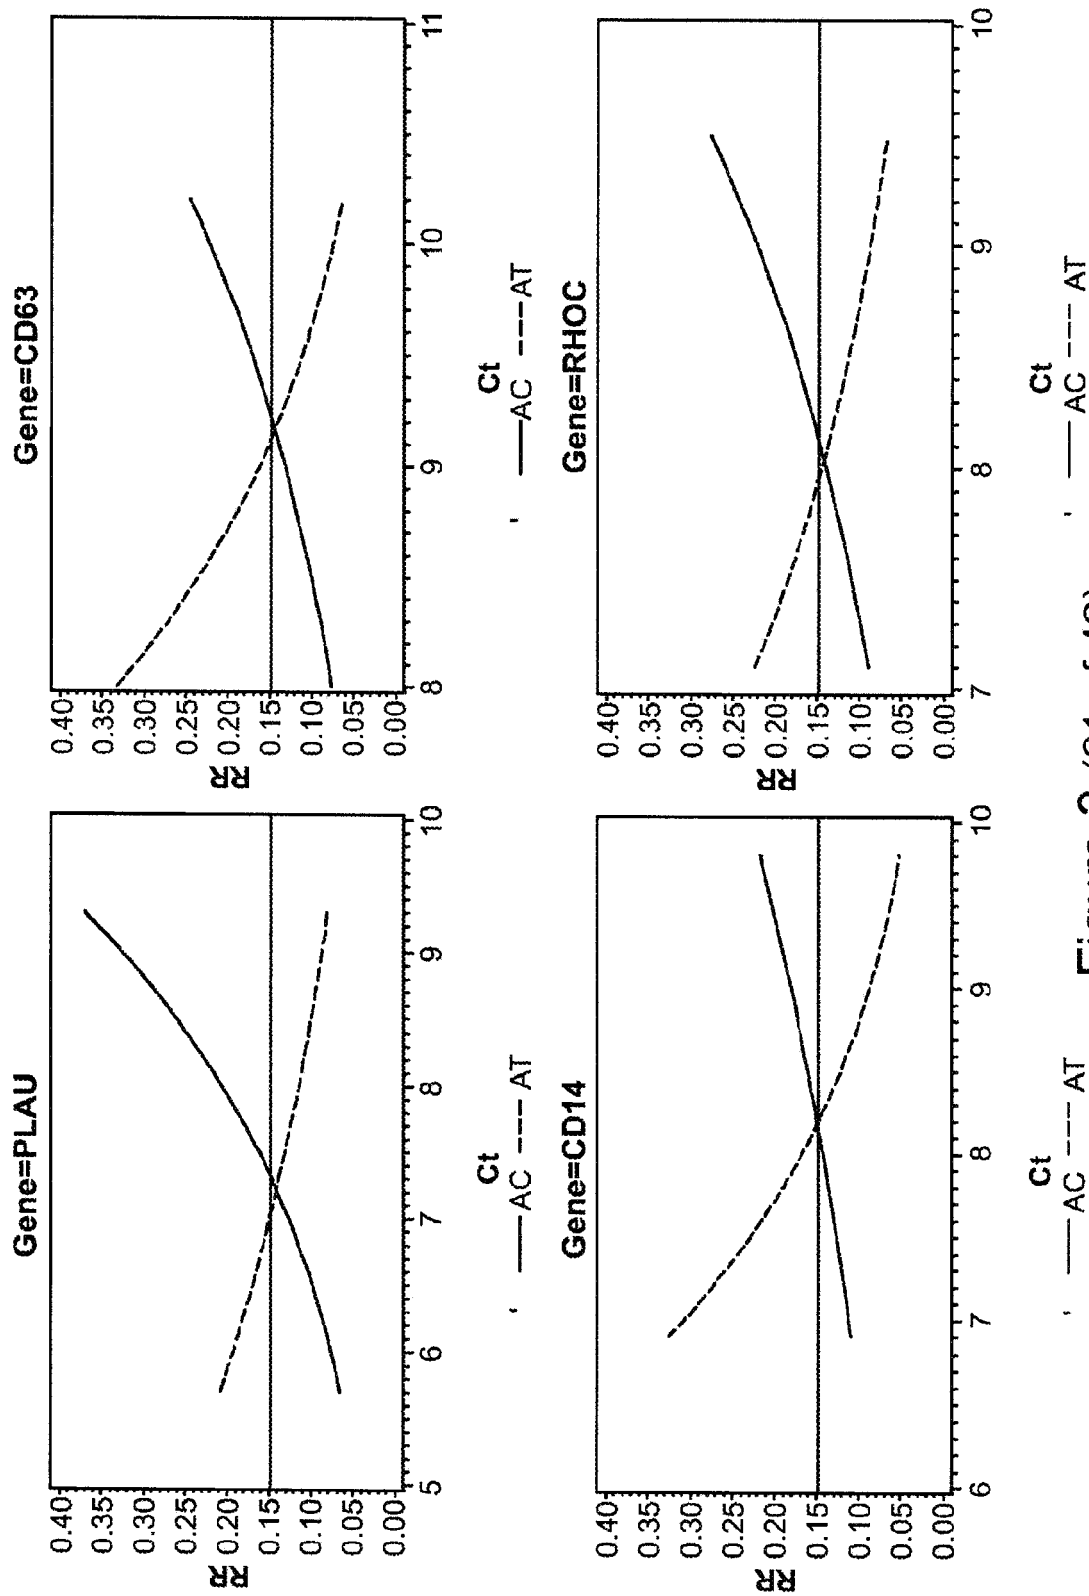 Gene=PLAU
RR
0.40
0.35
0.30
0.25
0.20
0.15
0.10
0.05
0.00
5 6 7 8 9 10
Ct
AC AT
Gene=CD63
RR
0.40
0.35
0.30
0.25
0.20
0.15
0.10
0.05
0.00
8 9 10 11
Ct
AC AT
Gene=CD14
RR
0.40
0.35
0.30
0.25
0.20
0.15
0.10
0.05
0.00
6 7 8 9 10
Ct
AC AT
Gene=RHOC
RR
0.40
0.35
0.30
0.25
0.20
0.15
0.10
0.05
0.00
7 8 9 10
Ct
AC AT